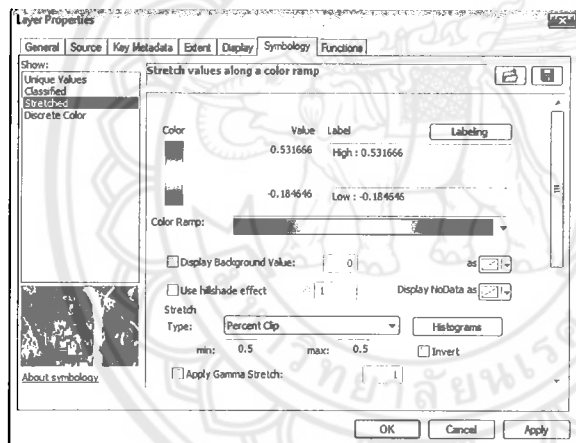 Layer Properties
General Source Key Metadata Extent Display Symbology Functions
Show:
Unique Values
Classified
Stretched
Discrete Color
About symbology
Stretch values along a color ramp
Color Value Label Labeling
0.531666 High : 0.531666
-0.184646 Low : -0.184646
Color Ramp:
Display Background Value: 0 as
Use hillshade effect 1 Display NoData as
Stretch
Type: Percent Clip Histograms
min: 0.5 max: 0.5 Invert
Apply Gamma Stretch: 1
OK Cancel Apply